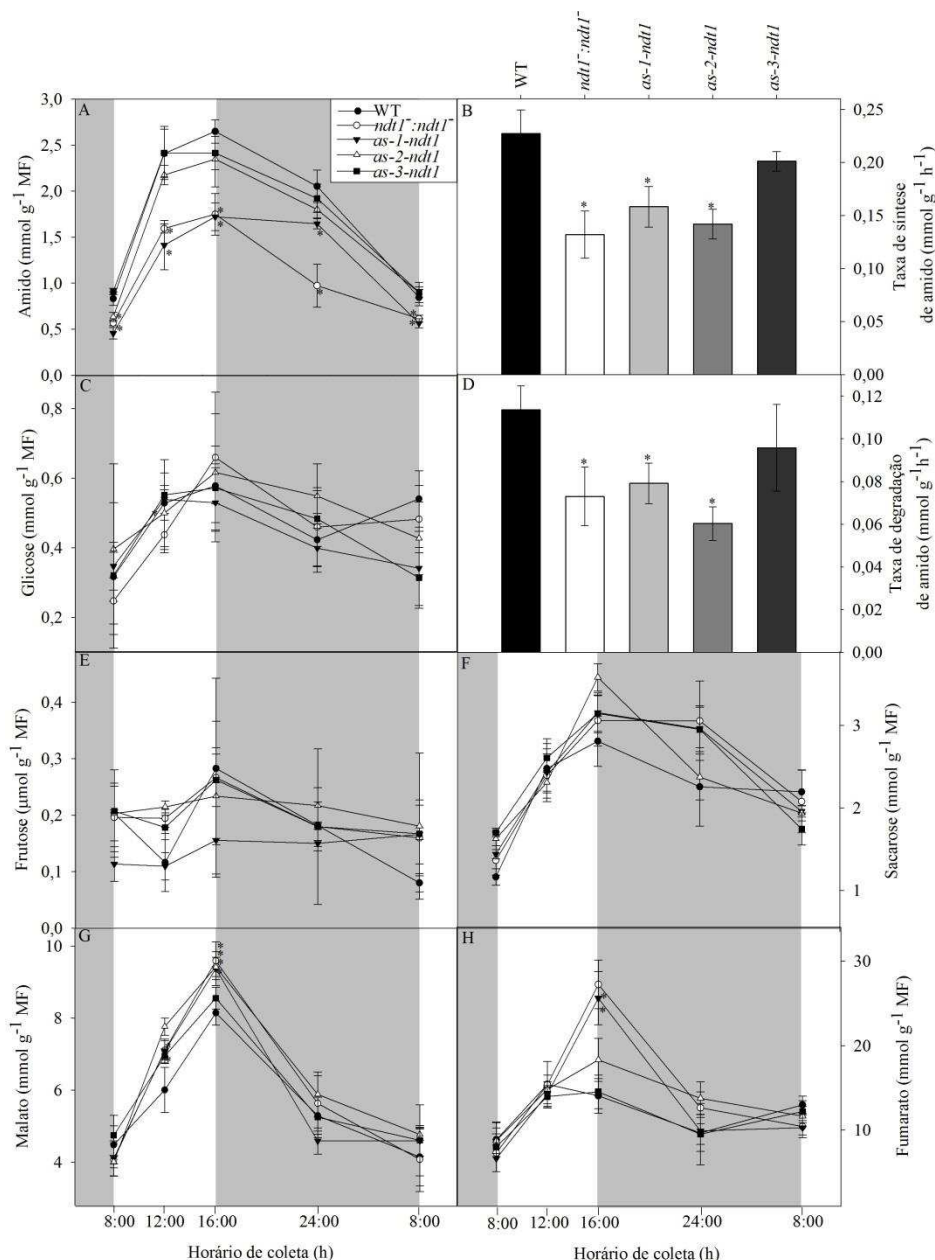 WT
ndt1⁻:ndt1⁻
as-1-ndt1
as-2-ndt1
as-3-ndt1
A
3,0
2,5
2,0
1,5
1,0
0,5
0,0
Amido (mmol g⁻¹ MF)
WT
ndt1⁻:ndt1⁻
as-1-ndt1
as-2-ndt1
as-3-ndt1
* * * * * * * * *
B
* * *
0,25
0,20
0,15
0,10
0,05
0,00
Taxa de síntese
de amido (mmol g⁻¹ h⁻¹)
C
0,8
0,6
0,4
0,2
Glicose (mmol g⁻¹ MF)
D
* * *
0,12
0,10
0,08
0,06
0,04
0,02
0,00
Taxa de degradação
de amido (mmol g⁻¹h⁻¹)
E
0,4
0,3
0,2
0,1
0,0
Frutose (µmol g⁻¹ MF)
F
3
2
1
Sacarose (mmol g⁻¹ MF)
G
10
8
6
4
Malato (mmol g⁻¹ MF)
* * *
8:00
12:00
16:00
24:00
8:00
Horário de coleta (h)
H
30
20
10
Fumarato (mmol g⁻¹ MF)
* *
8:00
12:00
16:00
24:00
8:00
Horário de coleta (h)